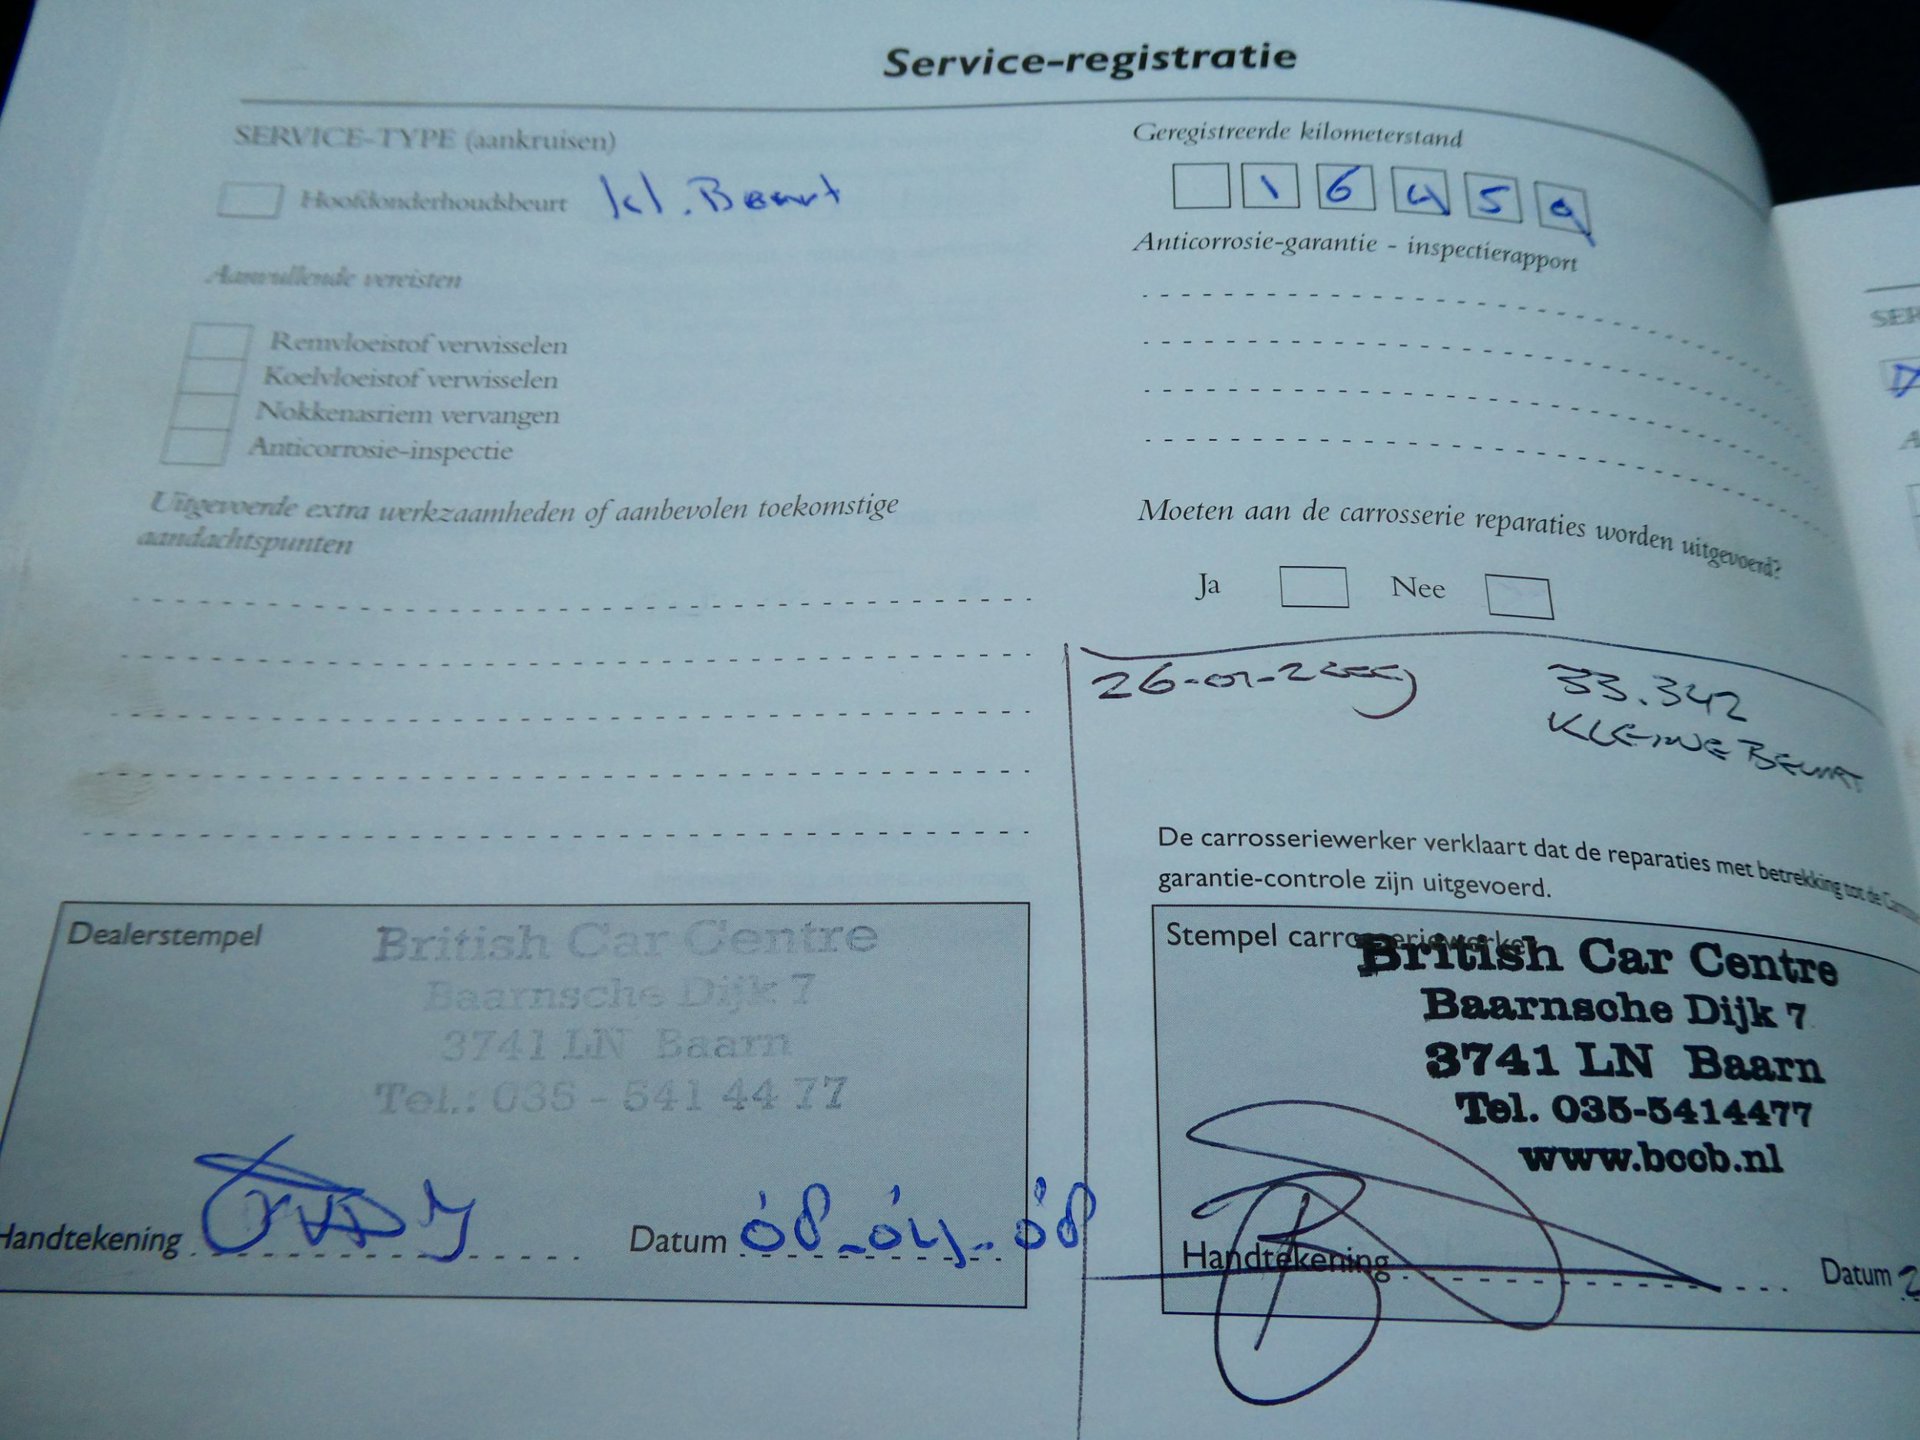 Service-registratie
SERVICE-TYPE (aankruisen)
Hoofdonderhoudsbeurt kl. Beurt
Aanvullende vereisten
Remvloeistof verwisselen
Koelvloeistof verwisselen
Nokkenasriem vervangen
Anticorrosie-inspectie
Uitgevoerde extra werkzaamheden of aanbevolen toekomstige
aandachtspunten
Dealerstempel
British Car Centre
Baarnsche Dijk 7
3741 LN Baarn
Tel.: 035 - 541 44 77
Handtekening
Datum 08-04-08
Geregistreerde kilometerstand
1 6 4 5 9
Anticorrosie-garantie - inspectierapport
Moeten aan de carrosserie reparaties worden uitgevoerd?
Ja Nee
26-01-2009 33.342
KLEINE BEURT
De carrosseriewerker verklaart dat de reparaties met betrekking tot de
garantie-controle zijn uitgevoerd.
Stempel carrosseriewerker
British Car Centre
Baarnsche Dijk 7
3741 LN Baarn
Tel. 035-5414477
www.bccb.nl
Handtekening
Datum 2